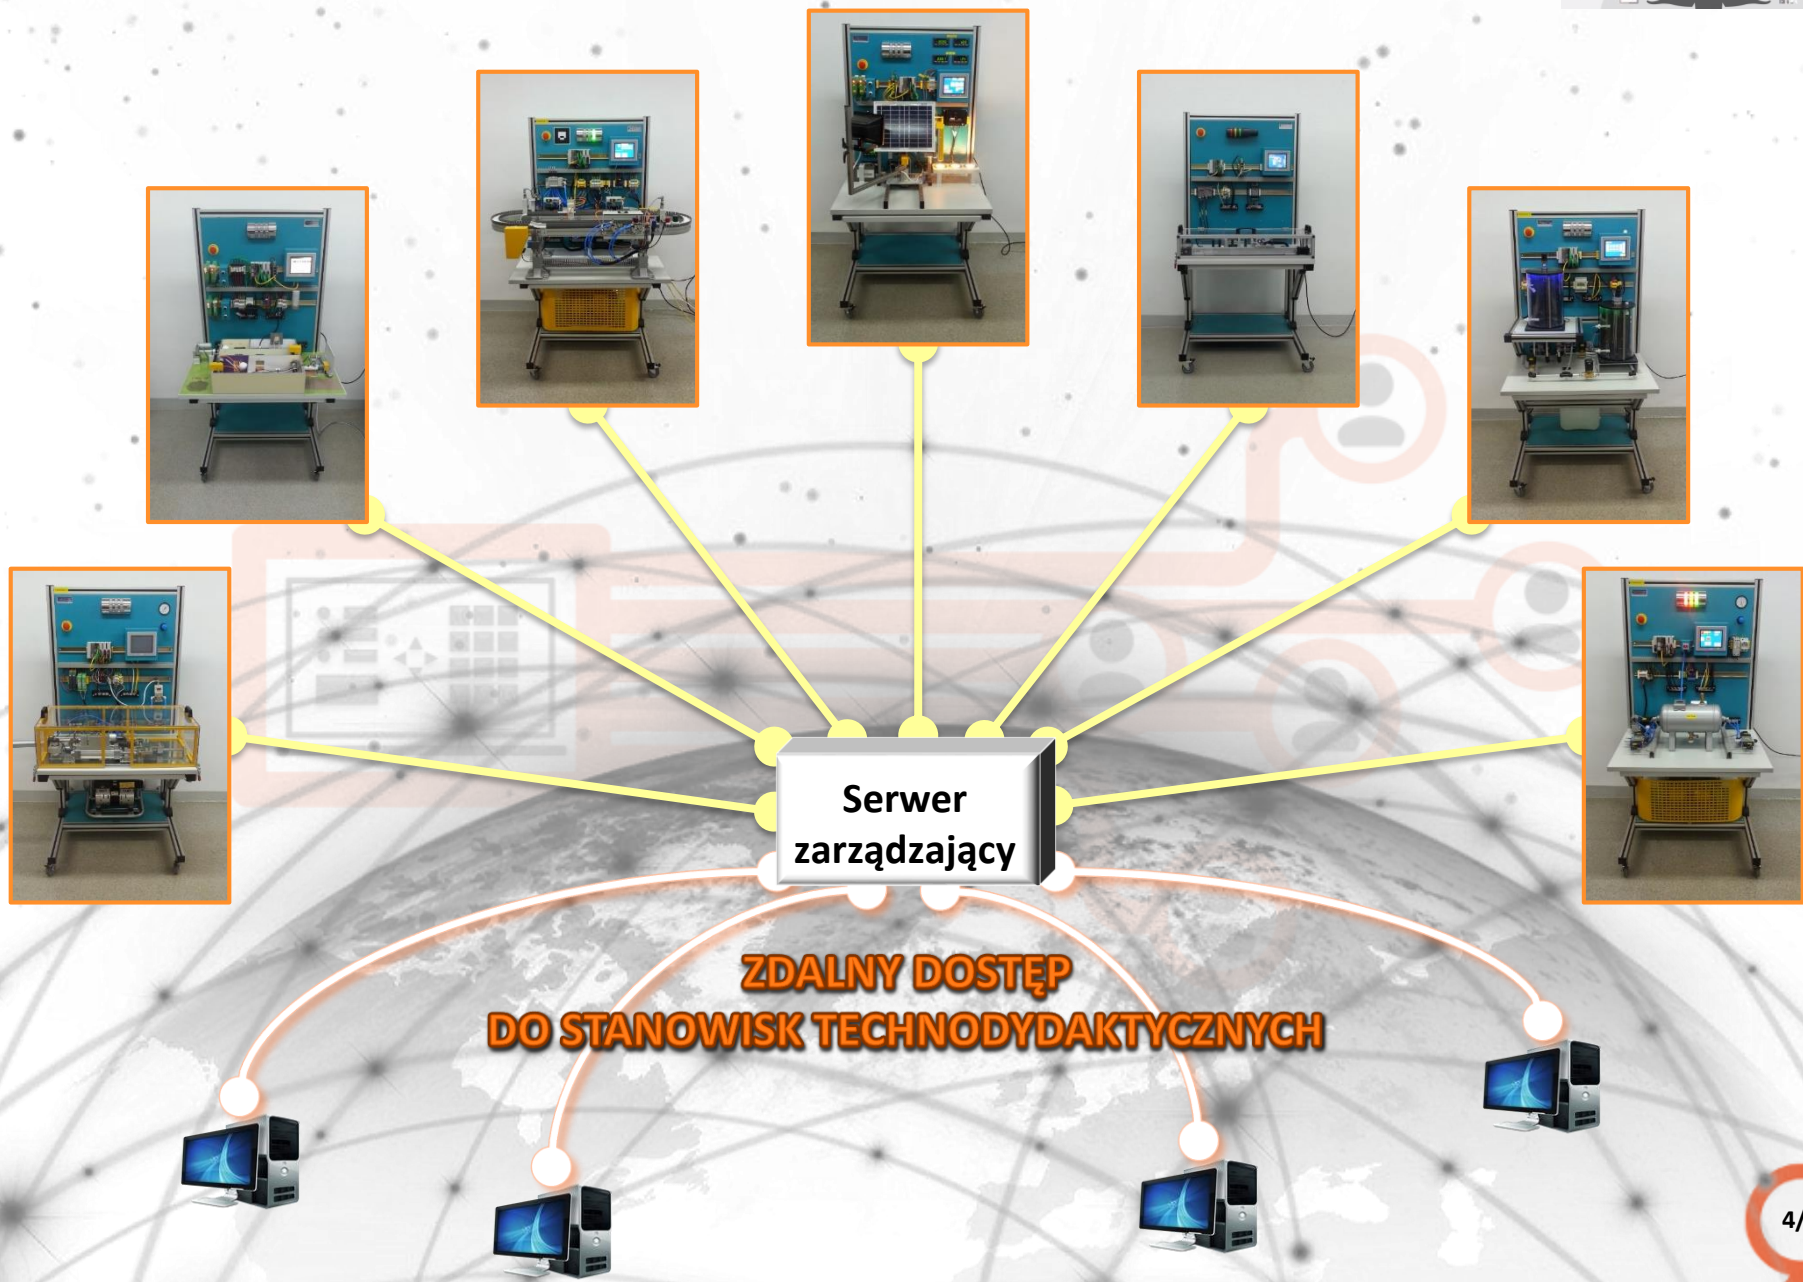 Serwer
zarządzający
ZDALNY DOSTĘP
DO STANOWISK TECHNODYDAKTYCZNYCH
4/